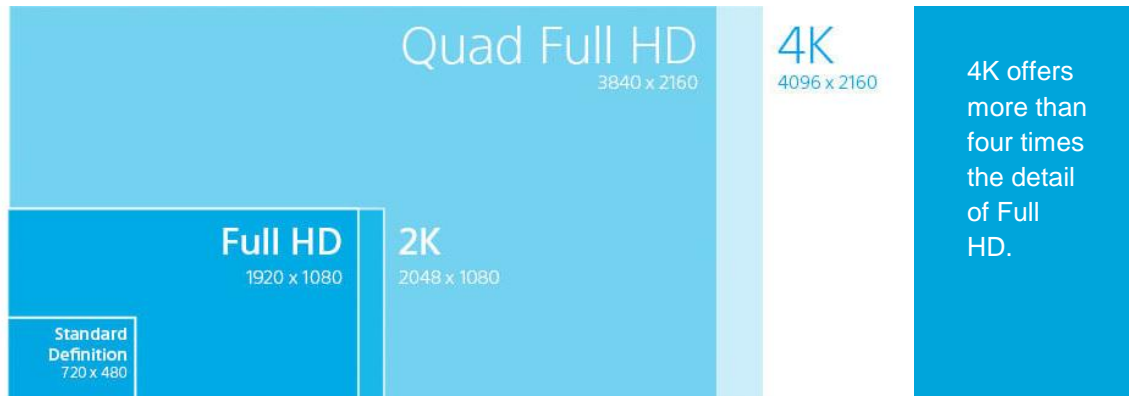 Quad Full HD
3840 x 2160
4K
4096 x 2160
Full HD
1920 x 1080
2K
2048 x 1080
Standard
Definition
720 x 480
4K offers
more than
four times
the detail
of Full
HD.